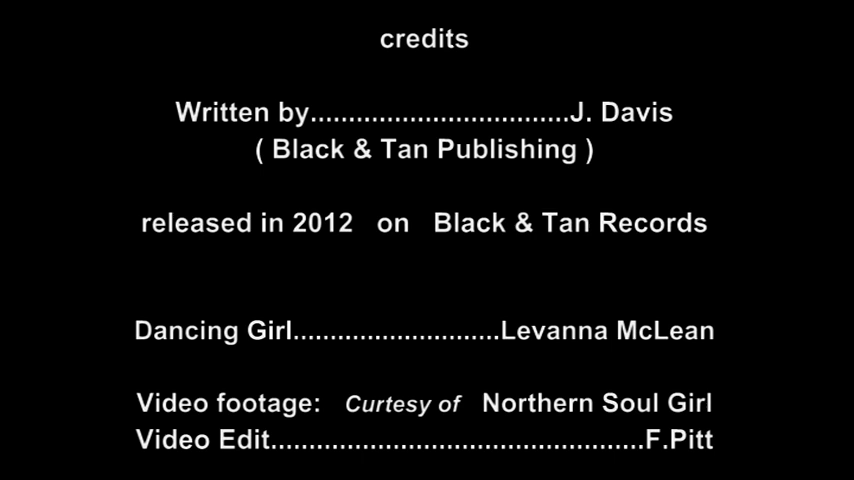 credits
Written by..................................J. Davis
( Black & Tan Publishing )
released in 2012 on Black & Tan Records
Dancing Girl...........................Levanna McLean
Video footage: Curtesy of Northern Soul Girl
Video Edit.................................................F.Pitt